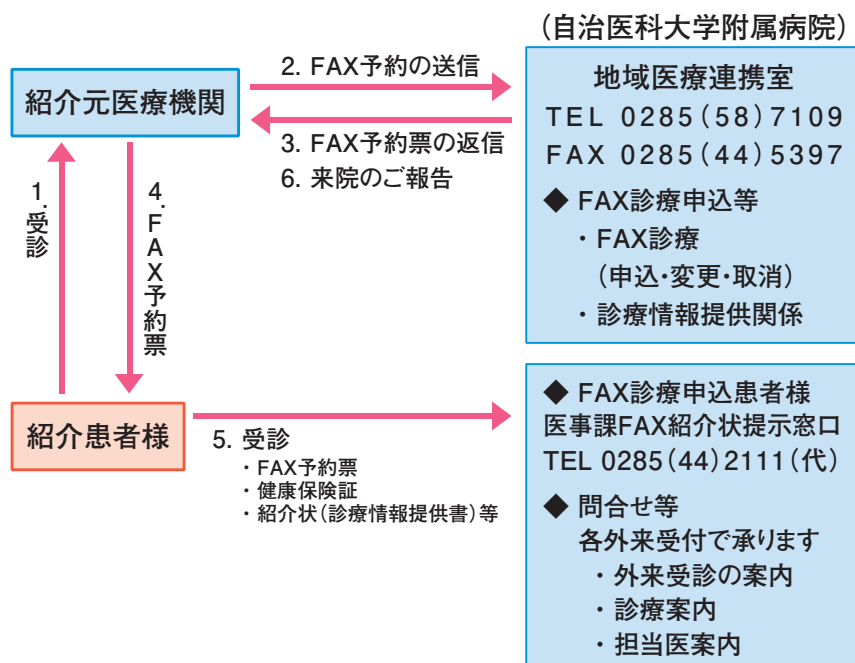 (自治医科大学附属病院)
紹介元医療機関
2. FAX予約の送信
3. FAX予約票の返信
6. 来院のご報告
地域医療連携室
TEL 0285(58)7109
FAX 0285(44)5397
◆ FAX診療申込等
・FAX診療
(申込・変更・取消)
・診療情報提供関係
1. 受診
4. FAX予約票
紹介患者様
5. 受診
・FAX予約票
・健康保険証
・紹介状(診療情報提供書)等
◆ FAX診療申込患者様
医事課FAX紹介状提示窓口
TEL 0285(44)2111(代)
◆ 問合せ等
各外来受付で承ります
・外来受診の案内
・診療案内
・担当医案内